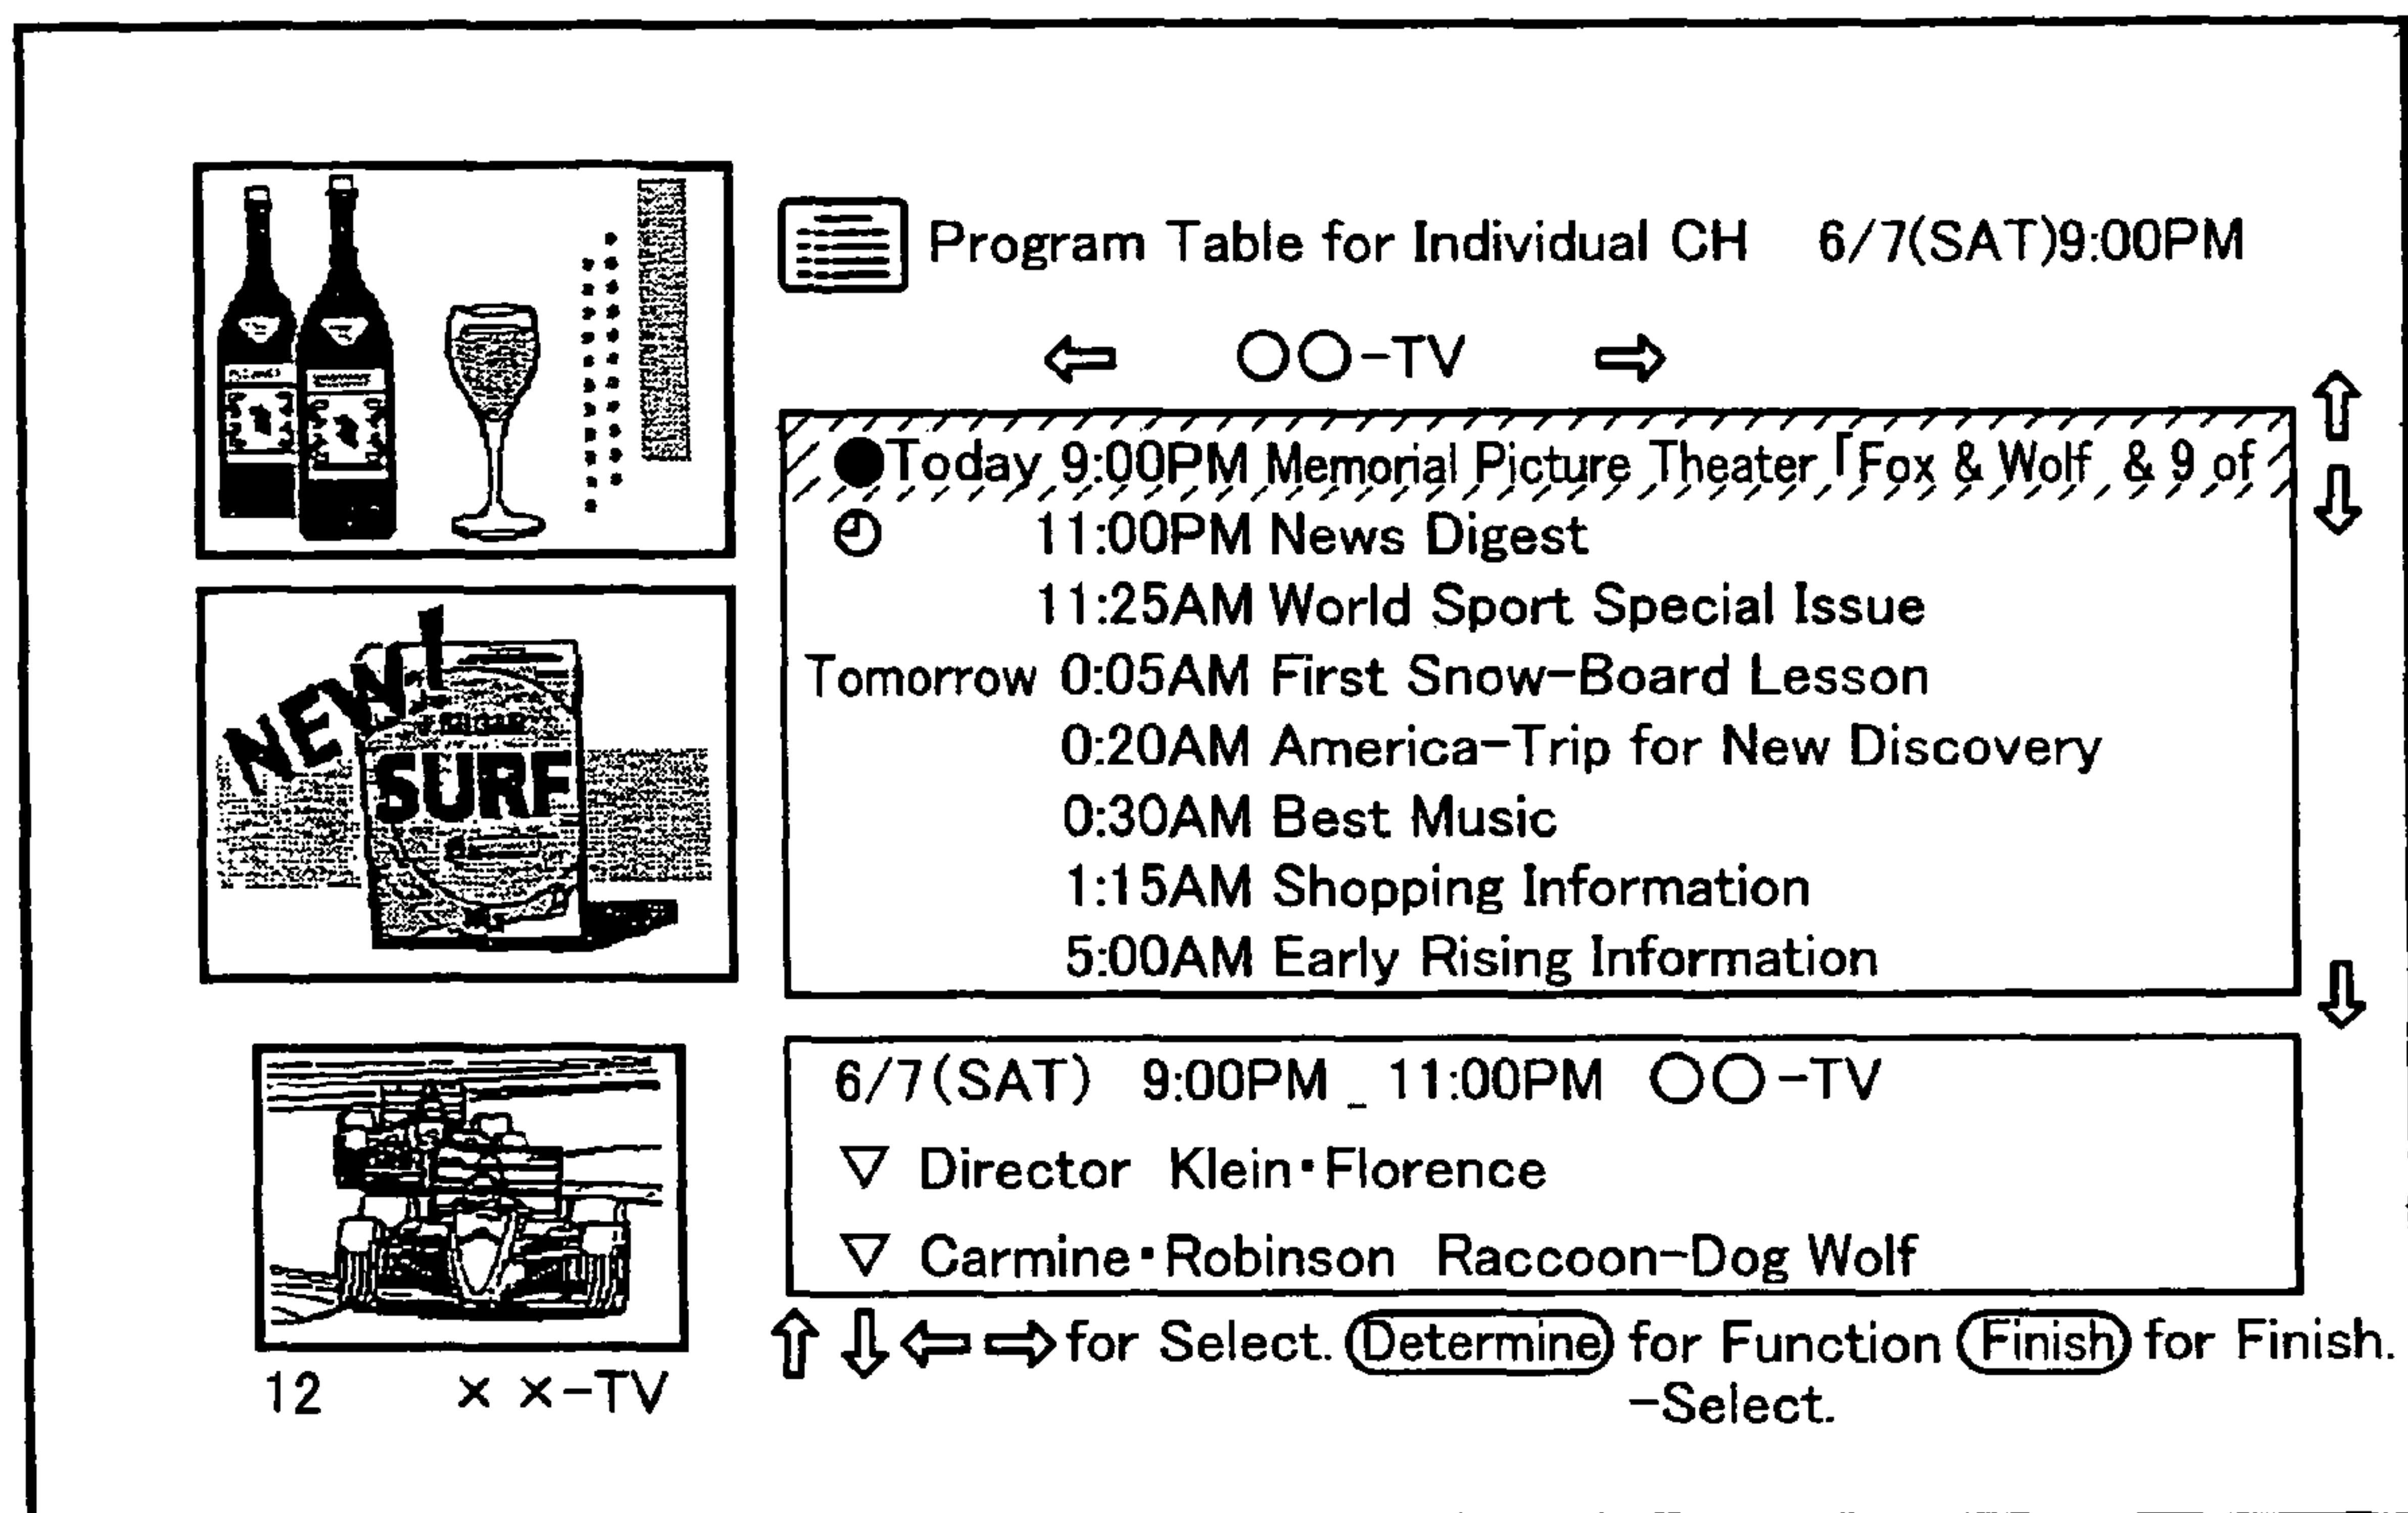 Program Table for Individual CH 6/7(SAT)9:00PM
⇦ ○○-TV ⇨
●Today 9:00PM Memorial Picture Theater「Fox & Wolf & 9 of
11:00PM News Digest
11:25AM World Sport Special Issue
Tomorrow 0:05AM First Snow-Board Lesson
0:20AM America-Trip for New Discovery
0:30AM Best Music
1:15AM Shopping Information
5:00AM Early Rising Information
NEW!
SURF
6/7(SAT) 9:00PM _ 11:00PM ○○-TV
▽ Director Klein・Florence
▽ Carmine・Robinson Raccoon-Dog Wolf
⇧⇩⇦⇨for Select. Determine for Function Finish for Finish.
-Select.
12 × ×-TV